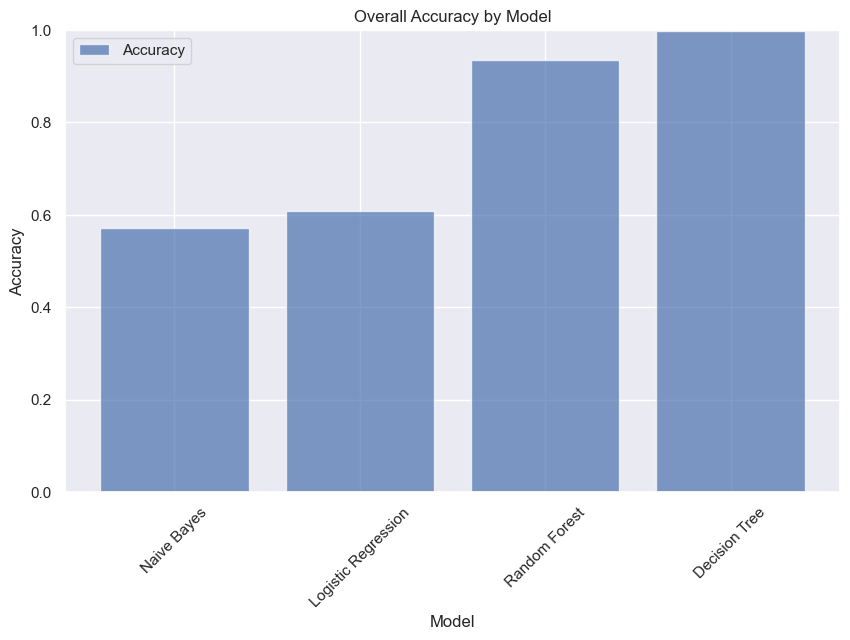 Overall Accuracy by Model
Accuracy
Accuracy
1.0
0.8
0.6
0.4
0.2
0.0
Naive Bayes
Logistic Regression
Random Forest
Decision Tree
Model